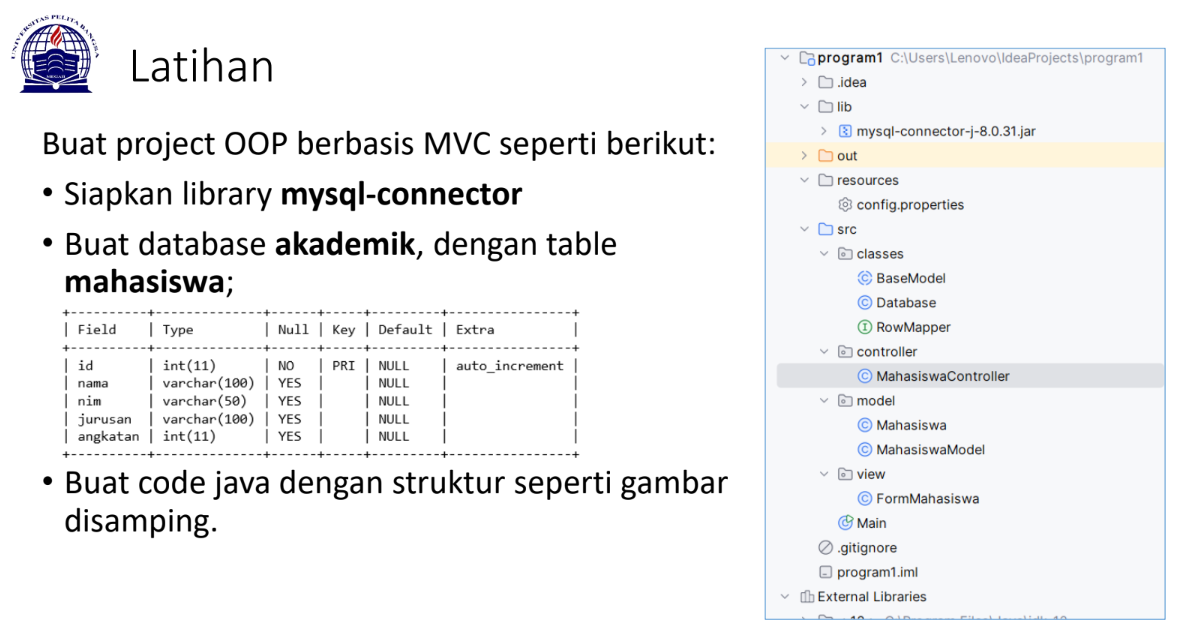 UNIVERSITAS PELITA BANGSA
Latihan
Buat project OOP berbasis MVC seperti berikut:
• Siapkan library mysql-connector
• Buat database akademik, dengan table
mahasiswa;
+----------+--------------+------+-----+---------+----------------+
| Field | Type | Null | Key | Default | Extra |
+----------+--------------+------+-----+---------+----------------+
| id | int(11) | NO | PRI | NULL | auto_increment |
| nama | varchar(100) | YES | | NULL | |
| nim | varchar(50) | YES | | NULL | |
| jurusan | varchar(100) | YES | | NULL | |
| angkatan | int(11) | YES | | NULL | |
+----------+--------------+------+-----+---------+----------------+
• Buat code java dengan struktur seperti gambar
disamping.
program1 C:\Users\Lenovo\IdeaProjects\program1
.idea
lib
mysql-connector-j-8.0.31.jar
out
resources
config.properties
src
classes
BaseModel
Database
RowMapper
controller
MahasiswaController
model
Mahasiswa
MahasiswaModel
view
FormMahasiswa
Main
.gitignore
program1.iml
External Libraries